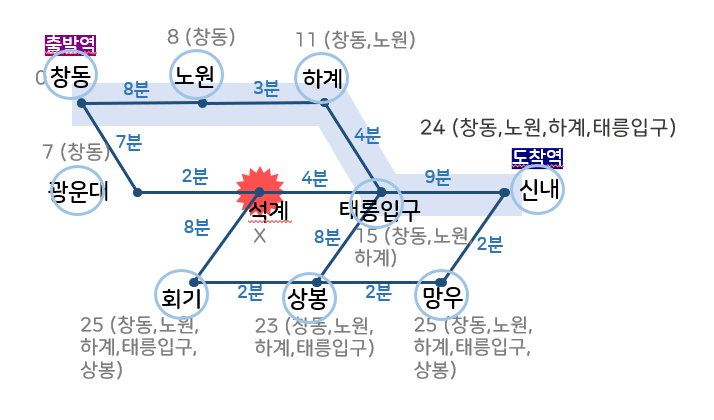 출발역
8 (창동)
11 (창동,노원)
0
창동
8분
노원
3분
하계
7분
4분
24 (창동,노원,하계,태릉입구)
7 (창동)
도착역
광운대
2분
4분
9분
신내
석계
태릉입구
X
8분
8분
15 (창동,노원,
하계)
2분
회기
2분
상봉
2분
망우
25 (창동,노원,
하계,태릉입구,
상봉)
23 (창동,노원,
하계,태릉입구)
25 (창동,노원,
하계,태릉입구,
상봉)